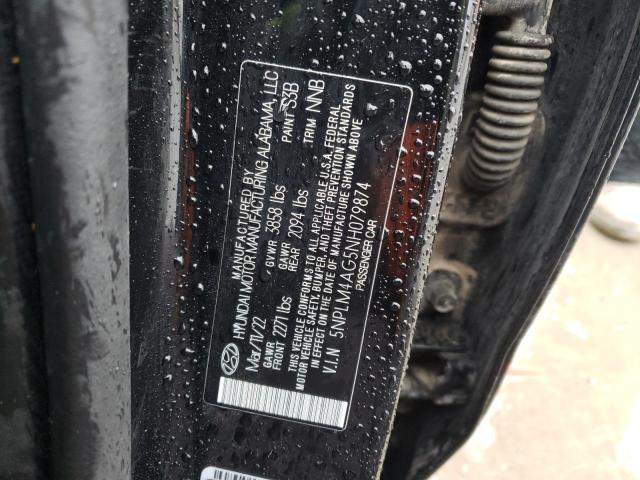 MANUFACTURED BY
HYUNDAI MOTOR MANUFACTURING ALABAMA, LLC
Mar/11/22 GVWR 3858 lbs PAINT S3B
GAWR FRONT 2271 lbs GAWR REAR 2094 lbs TRIM NNB
THIS VEHICLE CONFORMS TO ALL APPLICABLE U.S.A. FEDERAL
MOTOR VEHICLE SAFETY, BUMPER, AND THEFT PREVENTION STANDARDS
IN EFFECT ON THE DATE OF MANUFACTURE SHOWN ABOVE
V.I.N 5NPLM4AG5NH079874
PASSENGER CAR